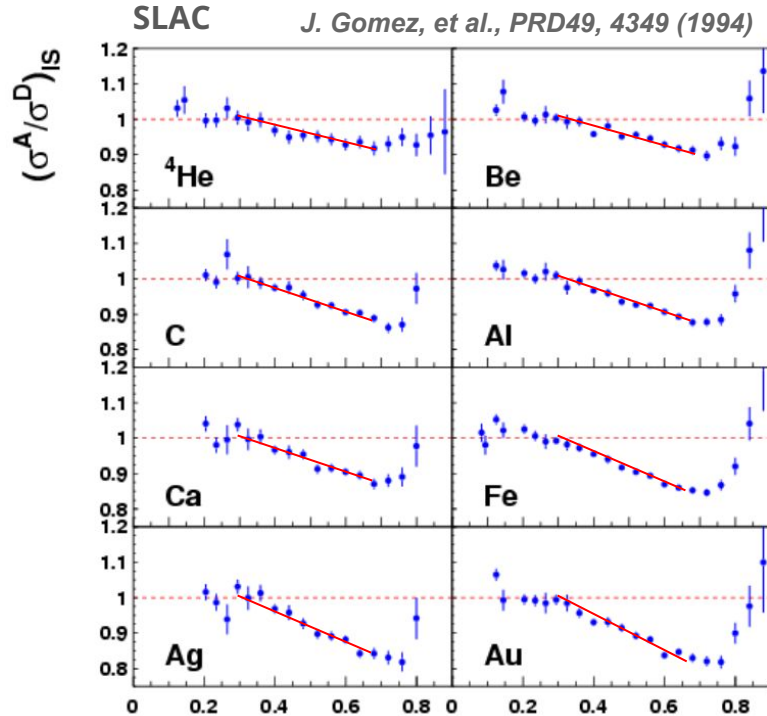 SLAC J. Gomez, et al., PRD49, 4349 (1994)
(σᴬ/σᴰ)IS
1.2
1.1
1
0.9
0.8
⁴He
Be
1.2
1.1
1
0.9
0.8
C
Al
1.2
1.1
1
0.9
0.8
Ca
Fe
1.2
1.1
1
0.9
0.8
Ag
Au
0 0.2 0.4 0.6 0.8 0 0.2 0.4 0.6 0.8